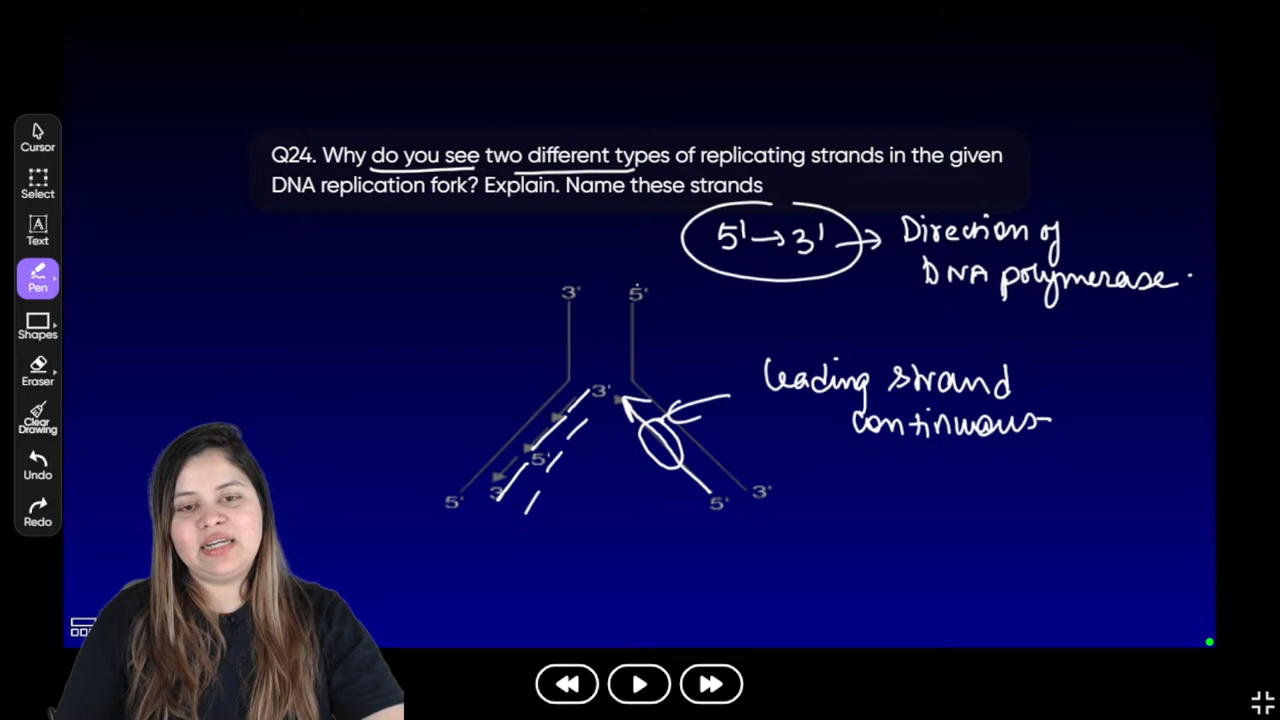 Q24. Why do you see two different types of replicating strands in the given
DNA replication fork? Explain. Name these strands
5' → 3' → Direction of
DNA polymerase.
3' 5'
leading strand
continuous
3'
5'
3
5' 5' 3'
Cursor
Select
Text
Pen
Shapes
Eraser
Clear
Drawing
Undo
Redo